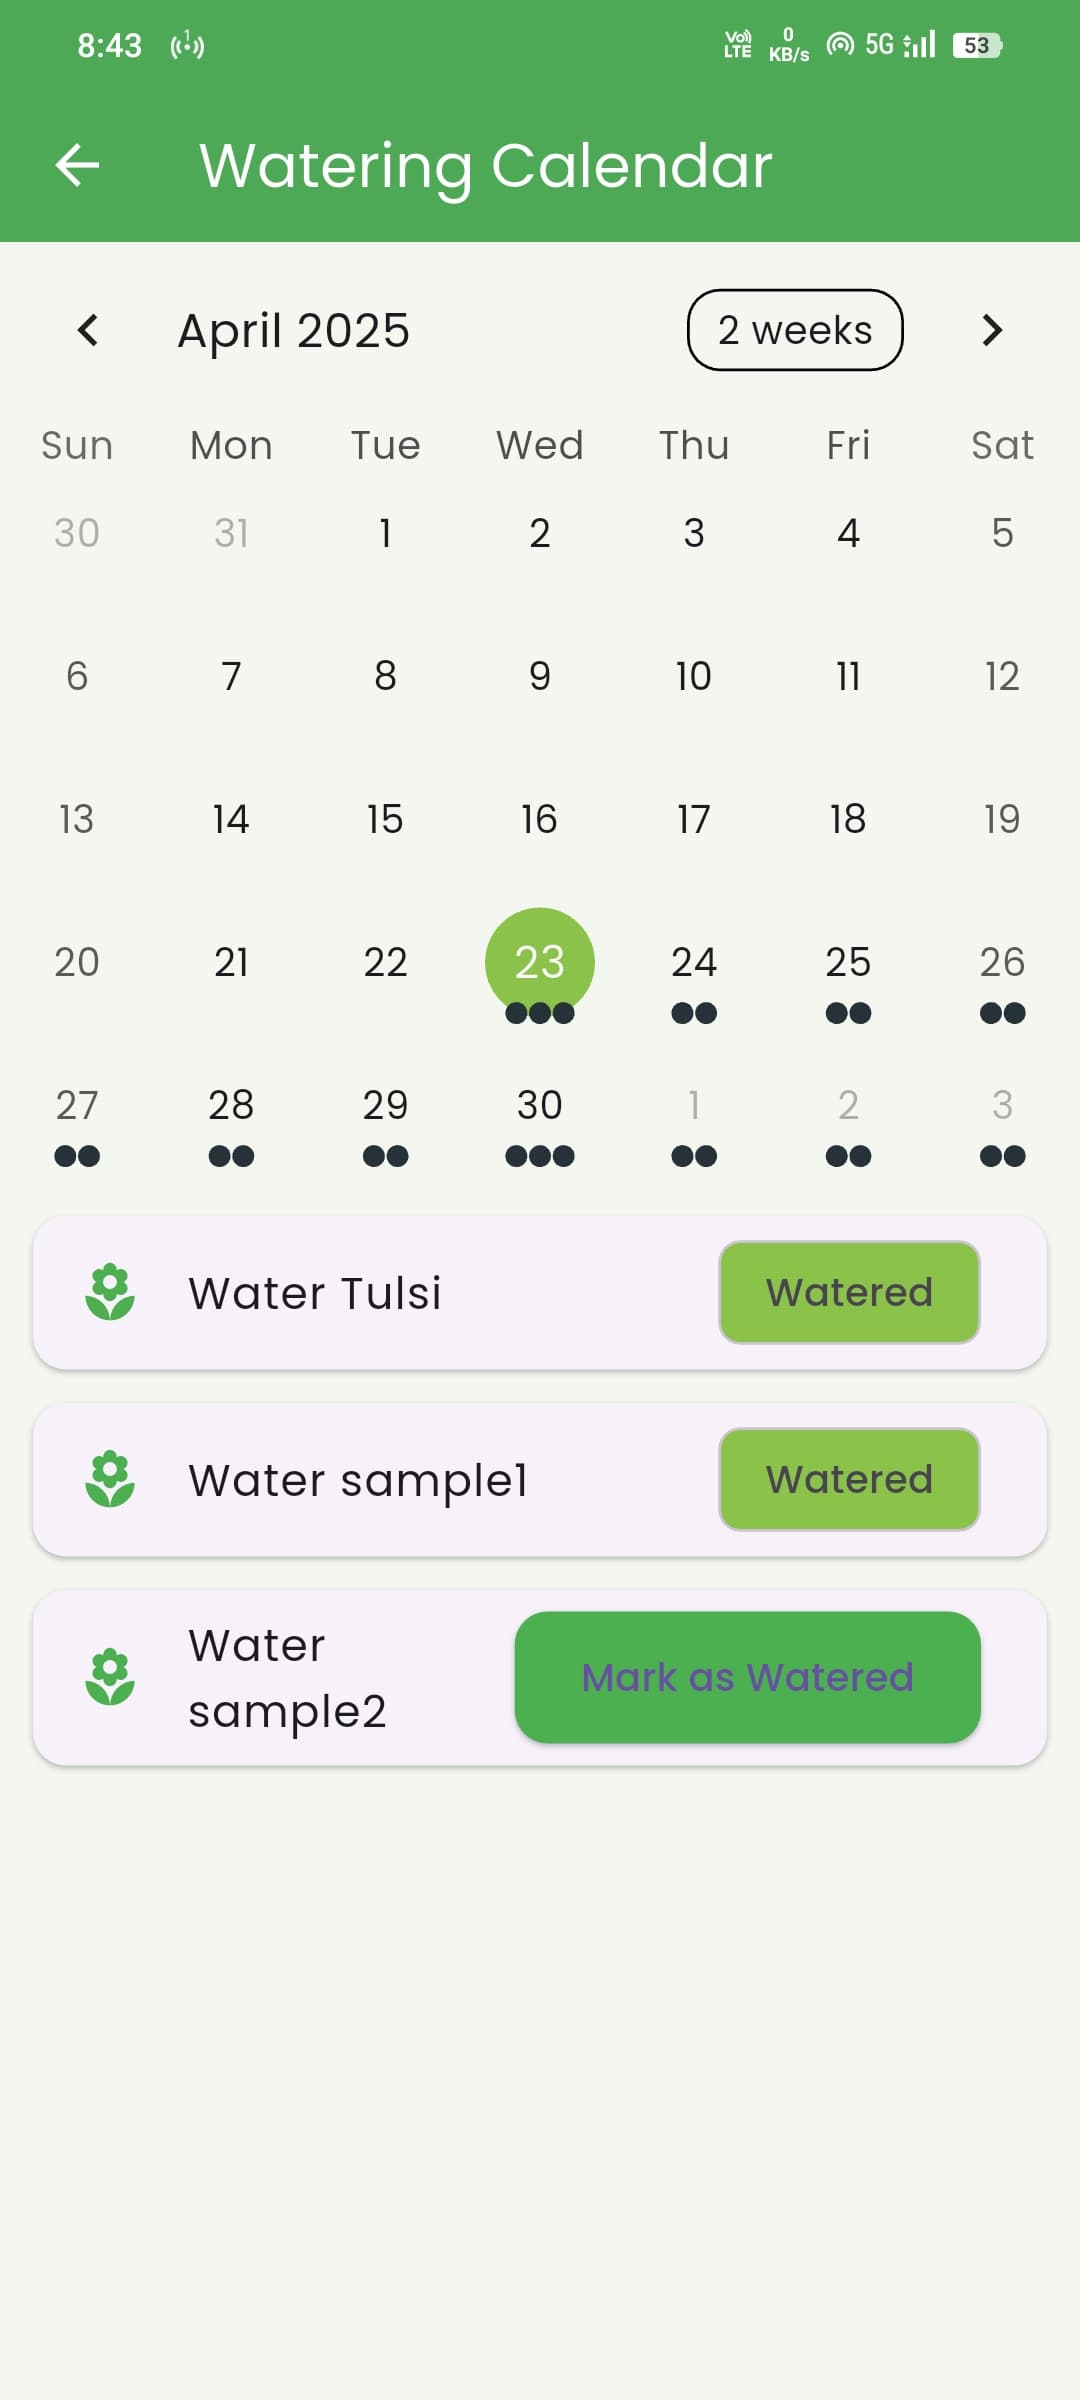 8:43 1 Vo) LTE 0 KB/s 5G 53
Watering Calendar
April 2025 2 weeks
Sun Mon Tue Wed Thu Fri Sat
30 31 1 2 3 4 5
6 7 8 9 10 11 12
13 14 15 16 17 18 19
20 21 22 23 24 25 26
27 28 29 30 1 2 3
Water Tulsi Watered
Water sample1 Watered
Water
sample2 Mark as Watered